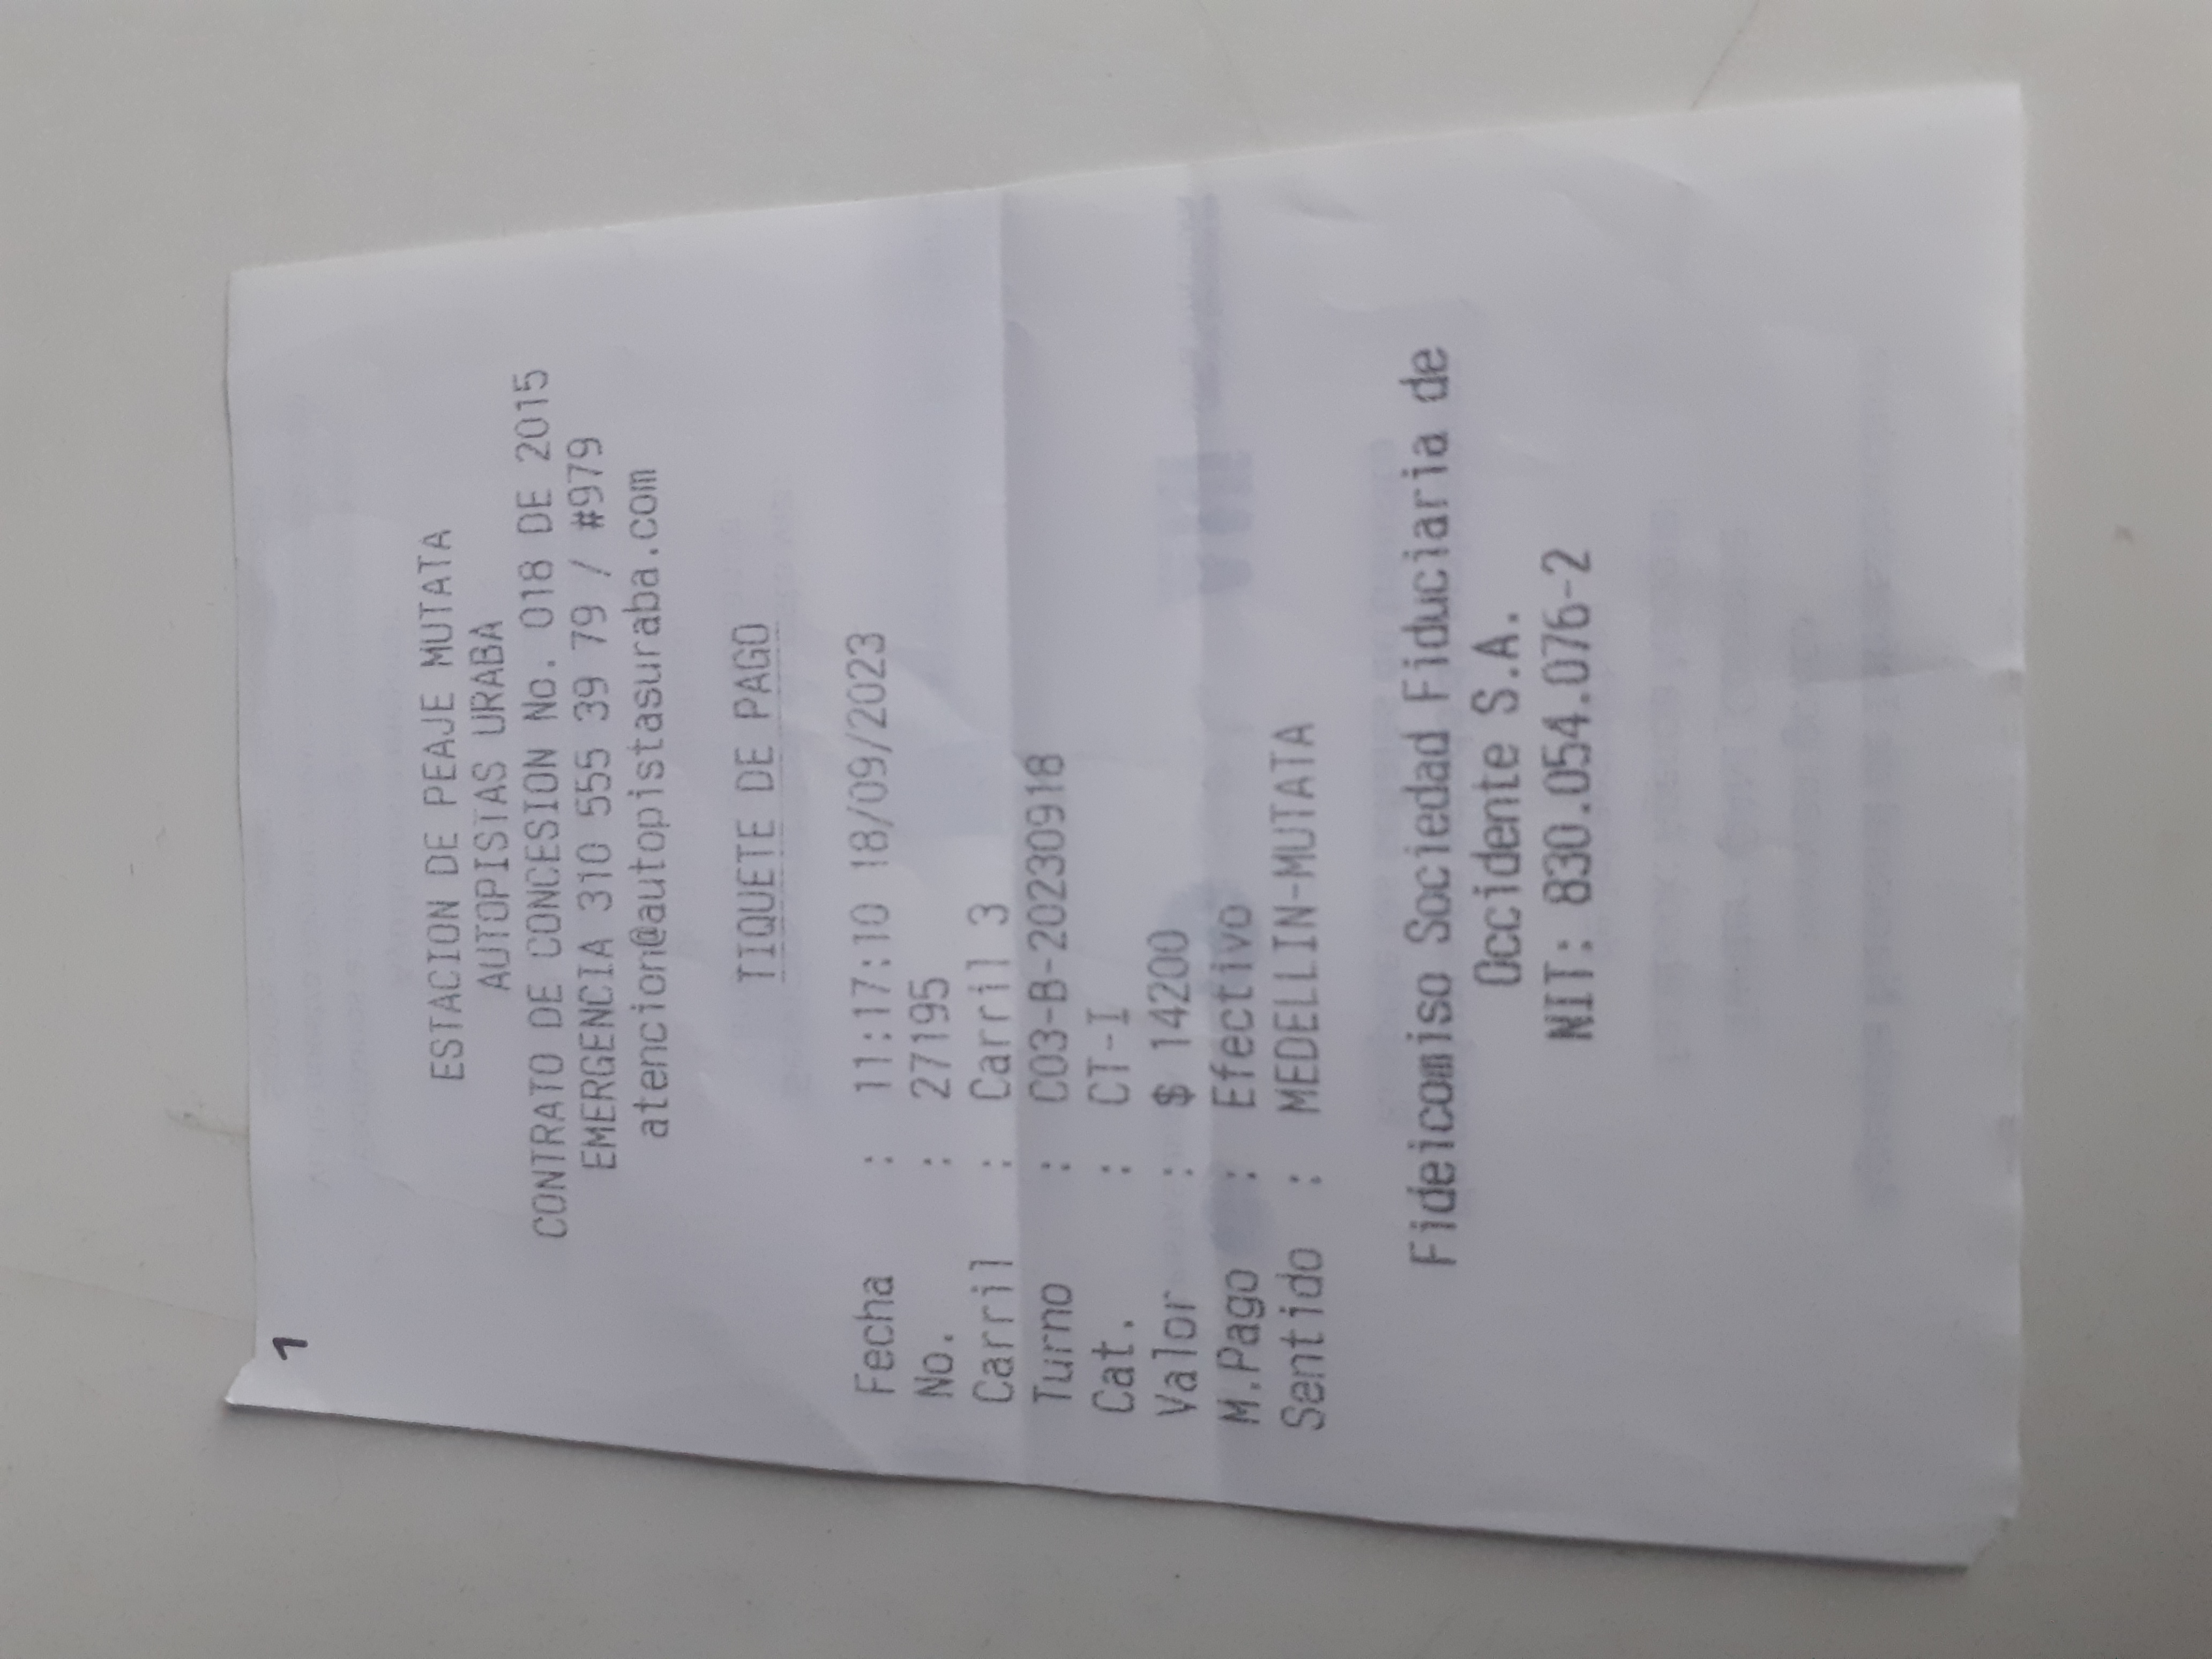 1
ESTACION DE PEAJE MUTATA
AUTOPISTAS URABA
CONTRATO DE CONCESION No. 018 DE 2015
EMERGENCIA 310 555 39 79 / #979
atencion@autopistasuraba.com
TIQUETE DE PAGO
Fecha : 11:17:10 18/09/2023
No. : 27195
Carril : Carril 3
Turno : C03-B-20230918
Cat. : CT-I
Valor : $ 14200
M.Pago : Efectivo
Sentido : MEDELLIN-MUTATA
Fideicomiso Sociedad Fiduciaria de
Occidente S.A.
NIT: 830.054.076-2